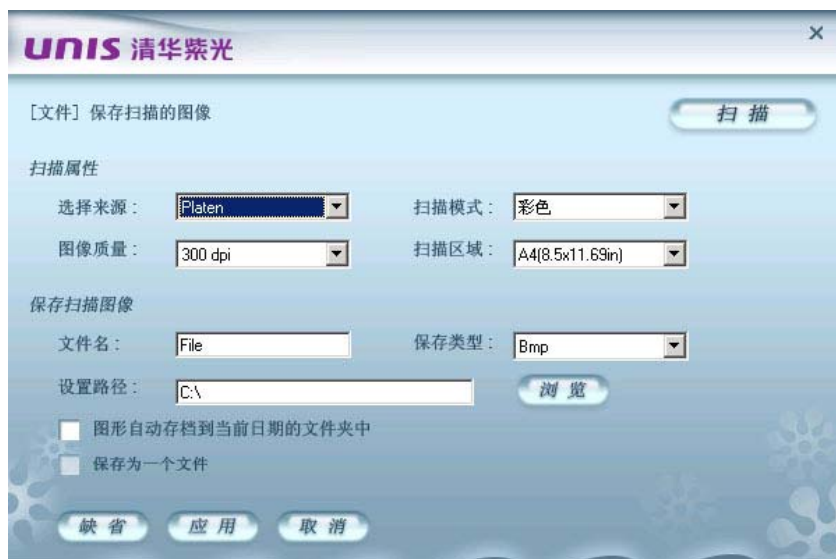 UNIS 清华紫光
[文件] 保存扫描的图像
扫描
扫描属性
选择来源： Platen 扫描模式： 彩色
图像质量： 300 dpi 扫描区域： A4(8.5x11.69in)
保存扫描图像
文件名： File 保存类型： Bmp
设置路径： C:\ 浏览
图形自动存档到当前日期的文件夹中
保存为一个文件
缺省 应用 取消